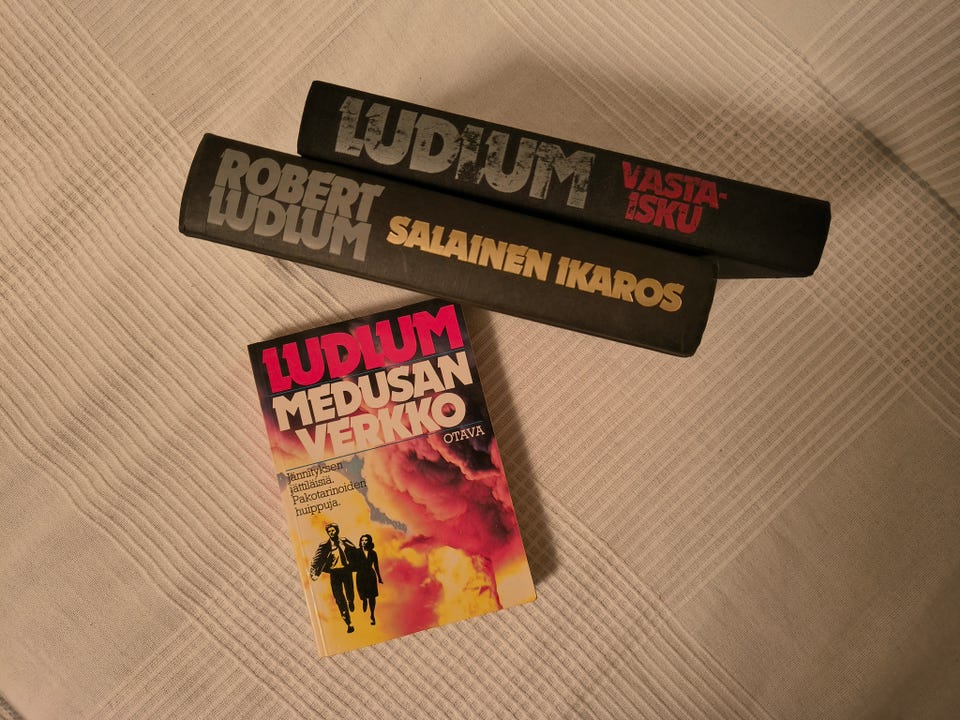 LUDLUM
VASTA-
ISKU
ROBERT
LUDLUM
SALAINEN IKAROS
LUDLUM
MEDUSAN
VERKKO
OTAVA
Jännityksen
jättiläisiä.
Pakotarinoiden
huippuja.